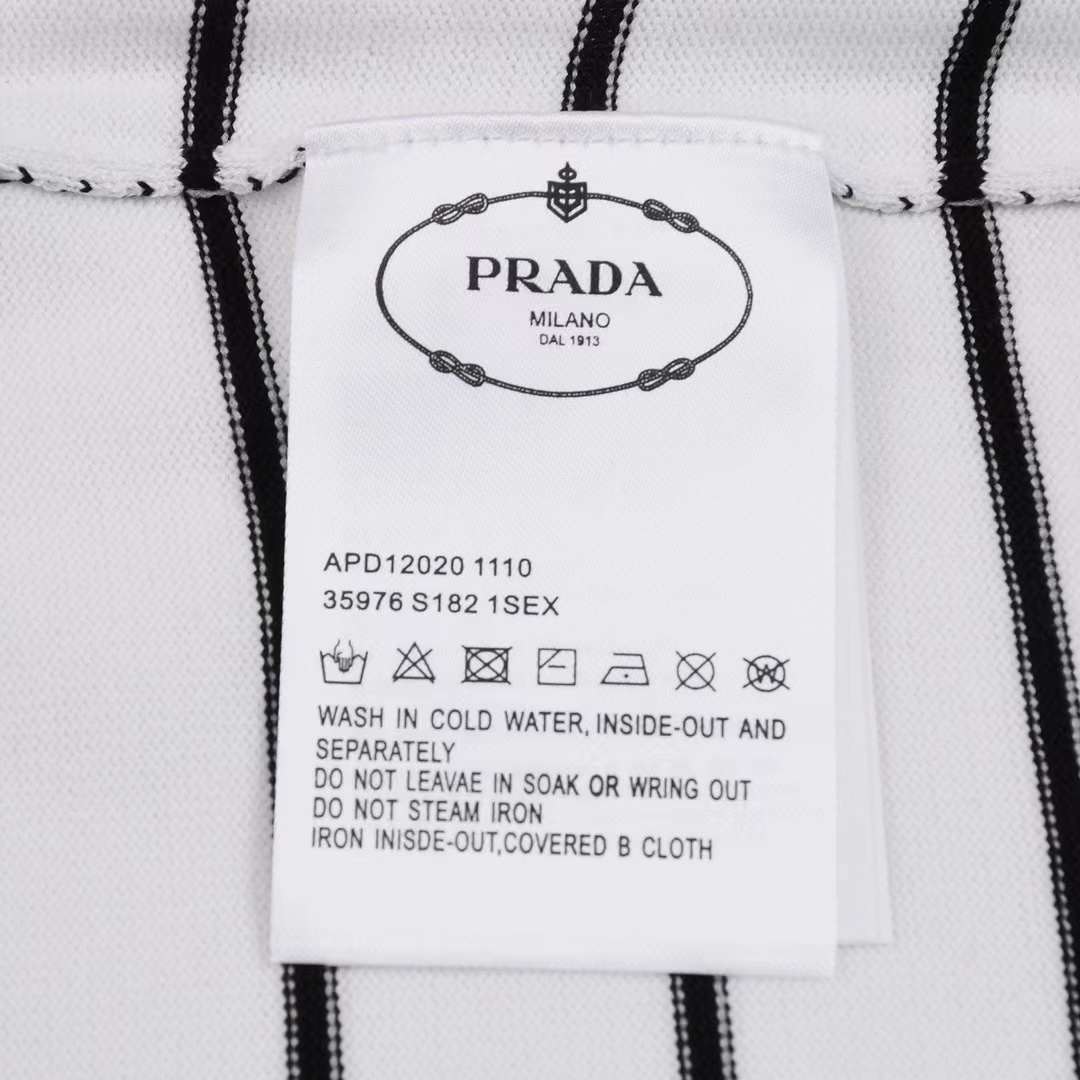 PRADA
MILANO
DAL 1913
APD12020 1110
35976 S182 1SEX
WASH IN COLD WATER, INSIDE-OUT AND
SEPARATELY
DO NOT LEAVAE IN SOAK OR WRING OUT
DO NOT STEAM IRON
IRON INISDE-OUT,COVERED B CLOTH